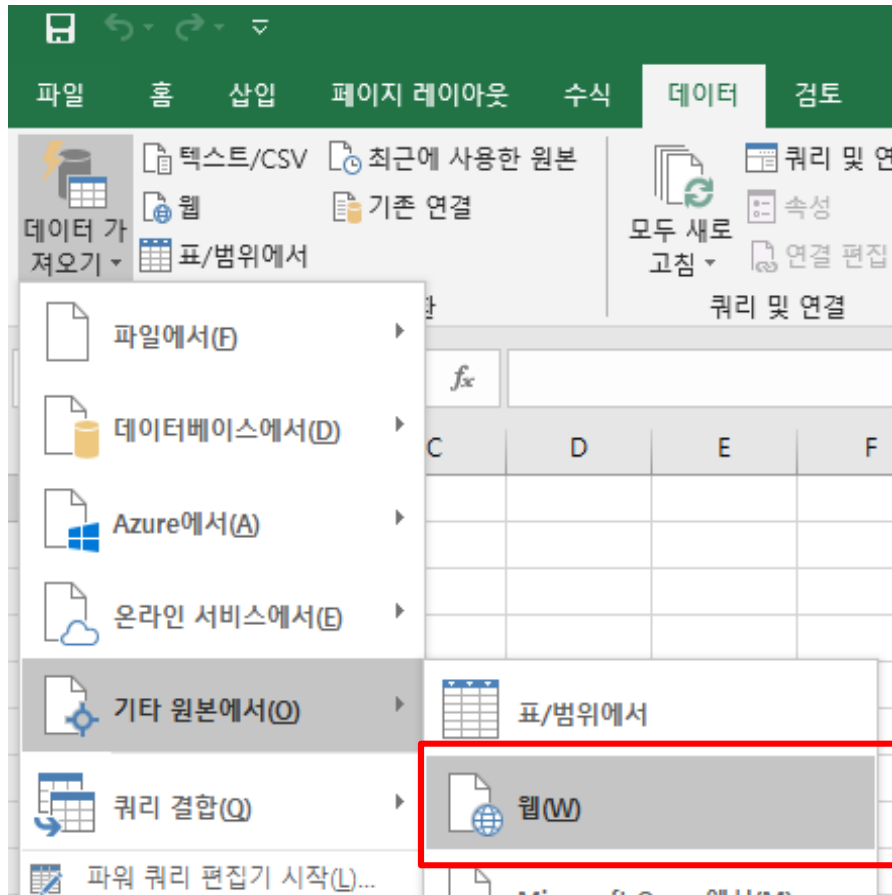 파일 홈 삽입 페이지 레이아웃 수식 데이터 검토
텍스트/CSV 최근에 사용한 원본 쿼리 및 연
웹 기존 연결 속성
데이터 가
져오기
표/범위에서
모두 새로
고침
연결 편집
쿼리 및 연결
파일에서(F)
fx
데이터베이스에서(D)
C D E F
Azure에서(A)
온라인 서비스에서(E)
기타 원본에서(O)
표/범위에서
쿼리 결합(Q)
웹(W)
파워 쿼리 편집기 시작(L)...